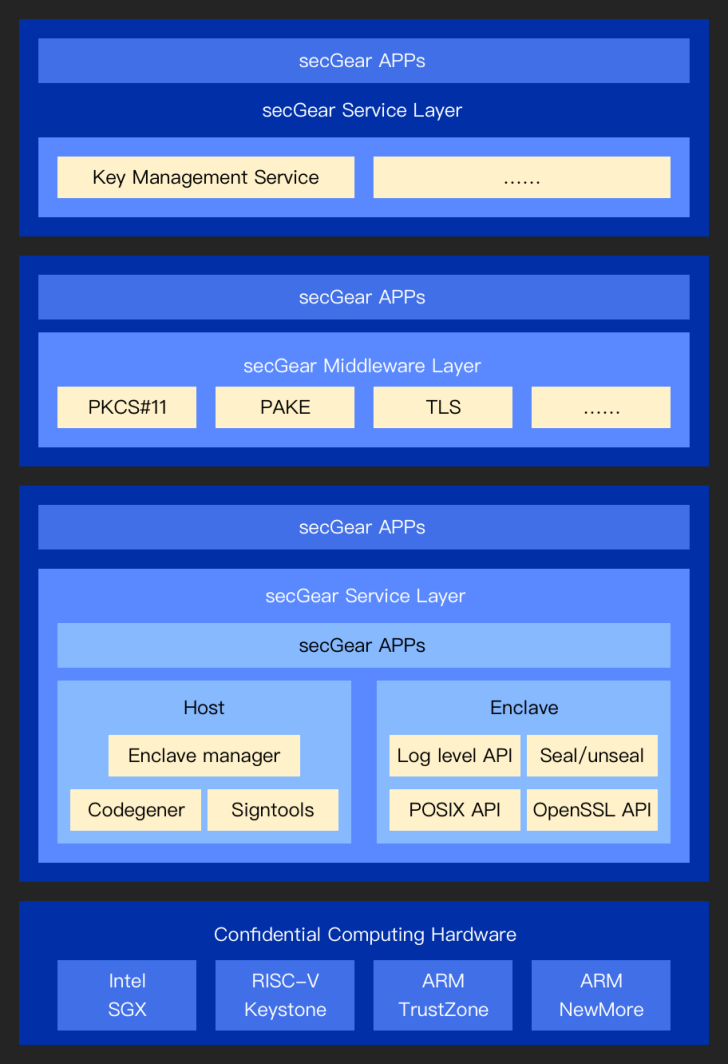 secGear APPs
secGear Service Layer
Key Management Service
......
secGear APPs
secGear Middleware Layer
PKCS#11
PAKE
TLS
......
secGear APPs
secGear Service Layer
secGear APPs
Host
Enclave
Enclave manager
Log level API
Seal/unseal
Codegener
Signtools
POSIX API
OpenSSL API
Confidential Computing Hardware
Intel
SGX
RISC-V
Keystone
ARM
TrustZone
ARM
NewMore